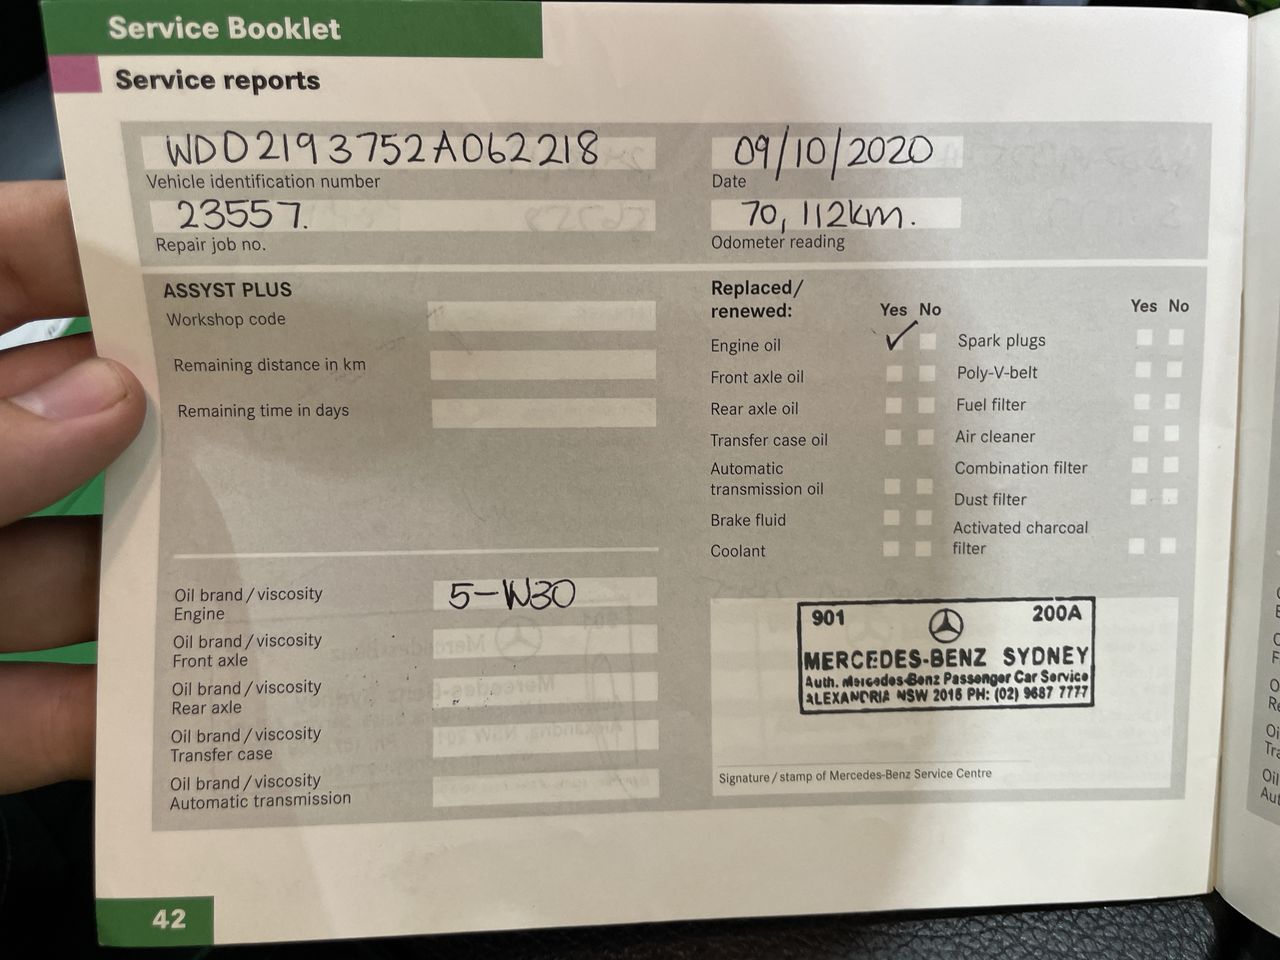 Service Booklet
Service reports
WDD2193752A062218
Vehicle identification number
09/10/2020
Date
23557.
Repair job no.
70,112km.
Odometer reading
ASSYST PLUS
Workshop code
Remaining distance in km
Remaining time in days
Oil brand/viscosity
Engine
5-W30
Oil brand/viscosity
Front axle
Oil brand/viscosity
Rear axle
Oil brand/viscosity
Transfer case
Oil brand/viscosity
Automatic transmission
Replaced/
renewed:
Yes No
Engine oil
Front axle oil
Rear axle oil
Transfer case oil
Automatic
transmission oil
Brake fluid
Coolant
Yes No
Spark plugs
Poly-V-belt
Fuel filter
Air cleaner
Combination filter
Dust filter
Activated charcoal
filter
901 200A
MERCEDES-BENZ SYDNEY
Auth. Mercedes-Benz Passenger Car Service
ALEXANDRIA NSW 2015 PH: (02) 9687 7777
Signature/stamp of Mercedes-Benz Service Centre
42